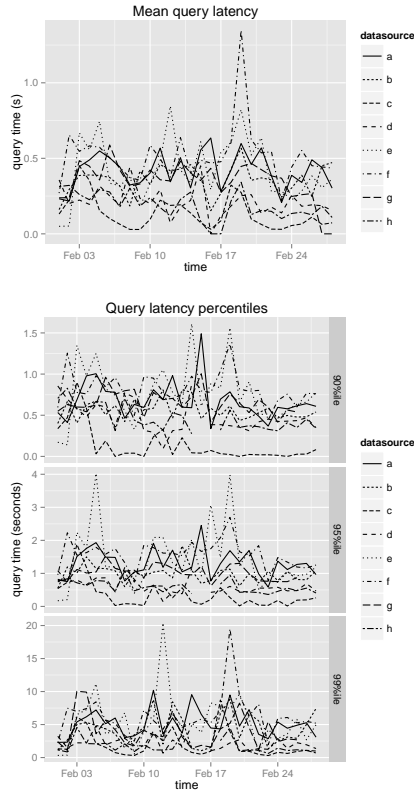 Mean query latency
query time (s)
1.0
0.5
0.0
Feb 03 Feb 10 Feb 17 Feb 24
time
datasource
a
b
c
d
e
f
g
h
Query latency percentiles
query time (seconds)
1.5
1.0
0.5
0.0
90%ile
4
3
2
1
0
95%ile
20
15
10
5
0
99%ile
Feb 03 Feb 10 Feb 17 Feb 24
time
datasource
a
b
c
d
e
f
g
h